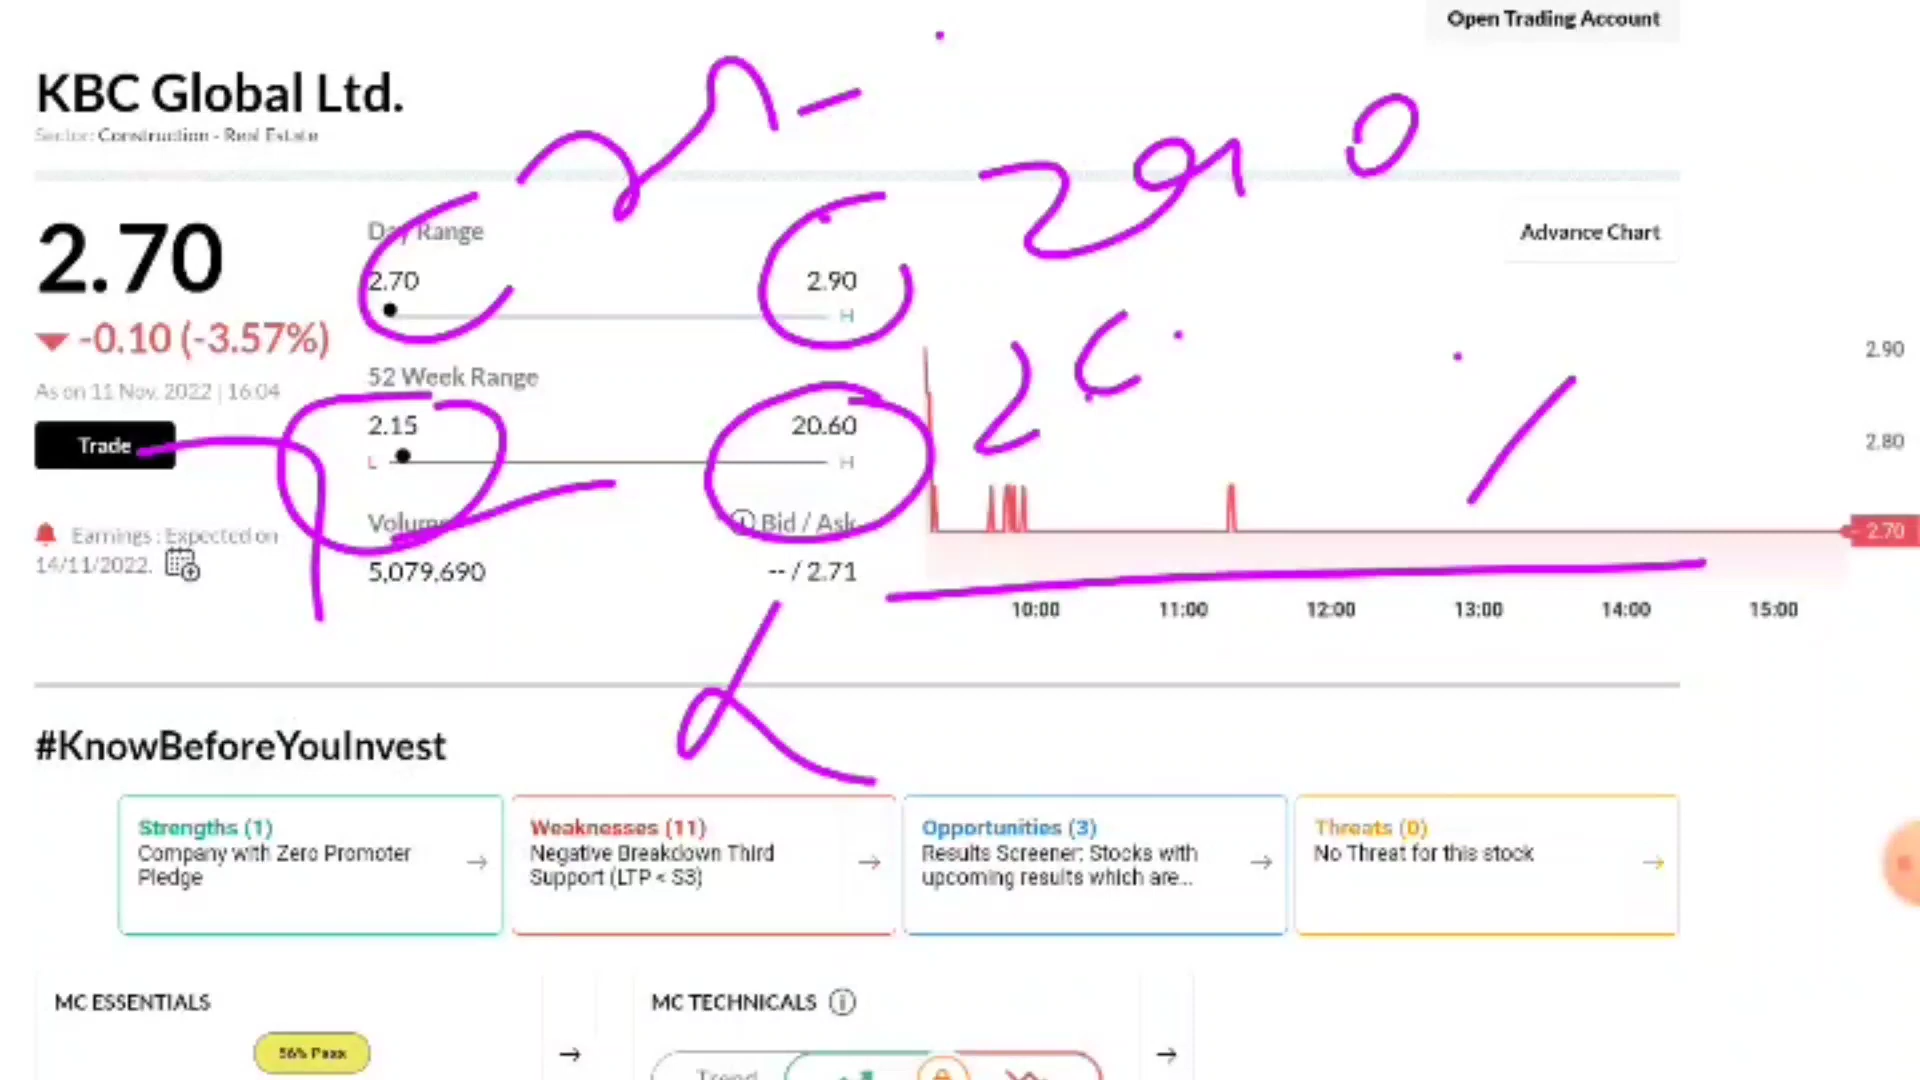 Open Trading Account
KBC Global Ltd.
Sector: Construction - Real Estate
2.70
-0.10 (-3.57%)
As on 11 Nov, 2022 | 16:04
Trade
Earnings : Expected on
14/11/2022.
Day Range
2.70 2.90
H
52 Week Range
2.15 20.60
L H
Volume Bid / Ask
5,079,690 -- / 2.71
Advance Chart
2.90
2.80
2.70
10:00 11:00 12:00 13:00 14:00 15:00
#KnowBeforeYouInvest
Strengths (1)
Company with Zero Promoter
Pledge
Weaknesses (11)
Negative Breakdown Third
Support (LTP < S3)
Opportunities (3)
Results Screener: Stocks with
upcoming results which are...
Threats (0)
No Threat for this stock
MC ESSENTIALS
56% Pass
MC TECHNICALS
Trend